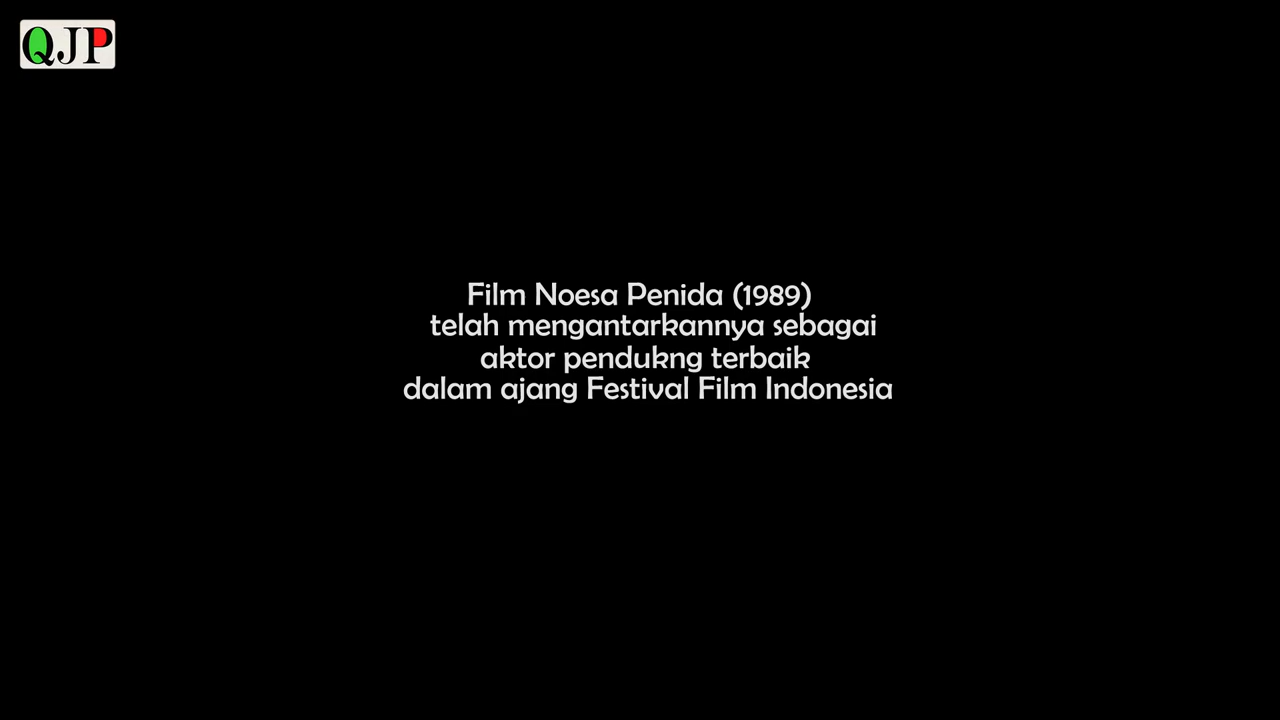 QJP
Film Noesa Penida (1989)
telah mengantarkannya sebagai
aktor pendukng terbaik
dalam ajang Festival Film Indonesia